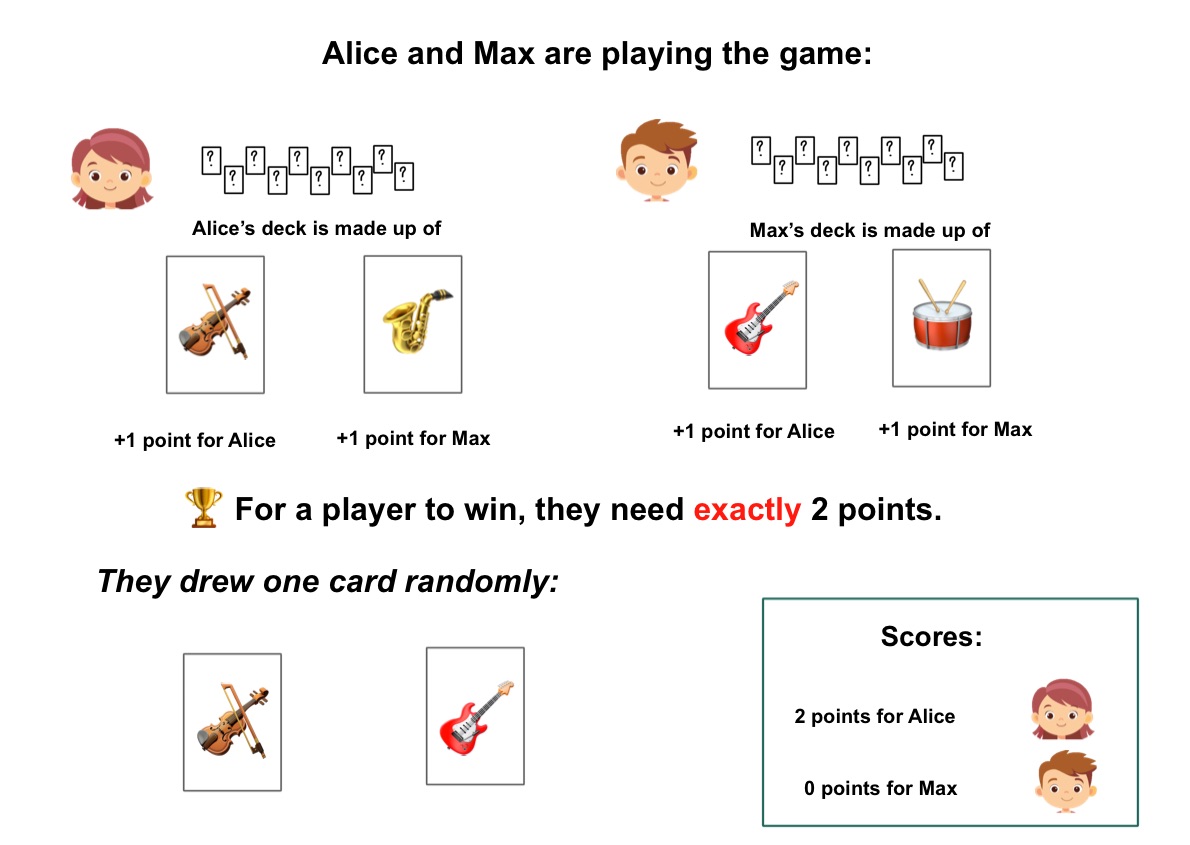 Alice and Max are playing the game:
? ? ? ? ? ? ? ? ? ?
? ? ? ? ? ? ? ? ? ?
Alice’s deck is made up of
Max’s deck is made up of
+1 point for Alice
+1 point for Max
+1 point for Alice
+1 point for Max
For a player to win, they need exactly 2 points.
They drew one card randomly:
Scores:
2 points for Alice
0 points for Max